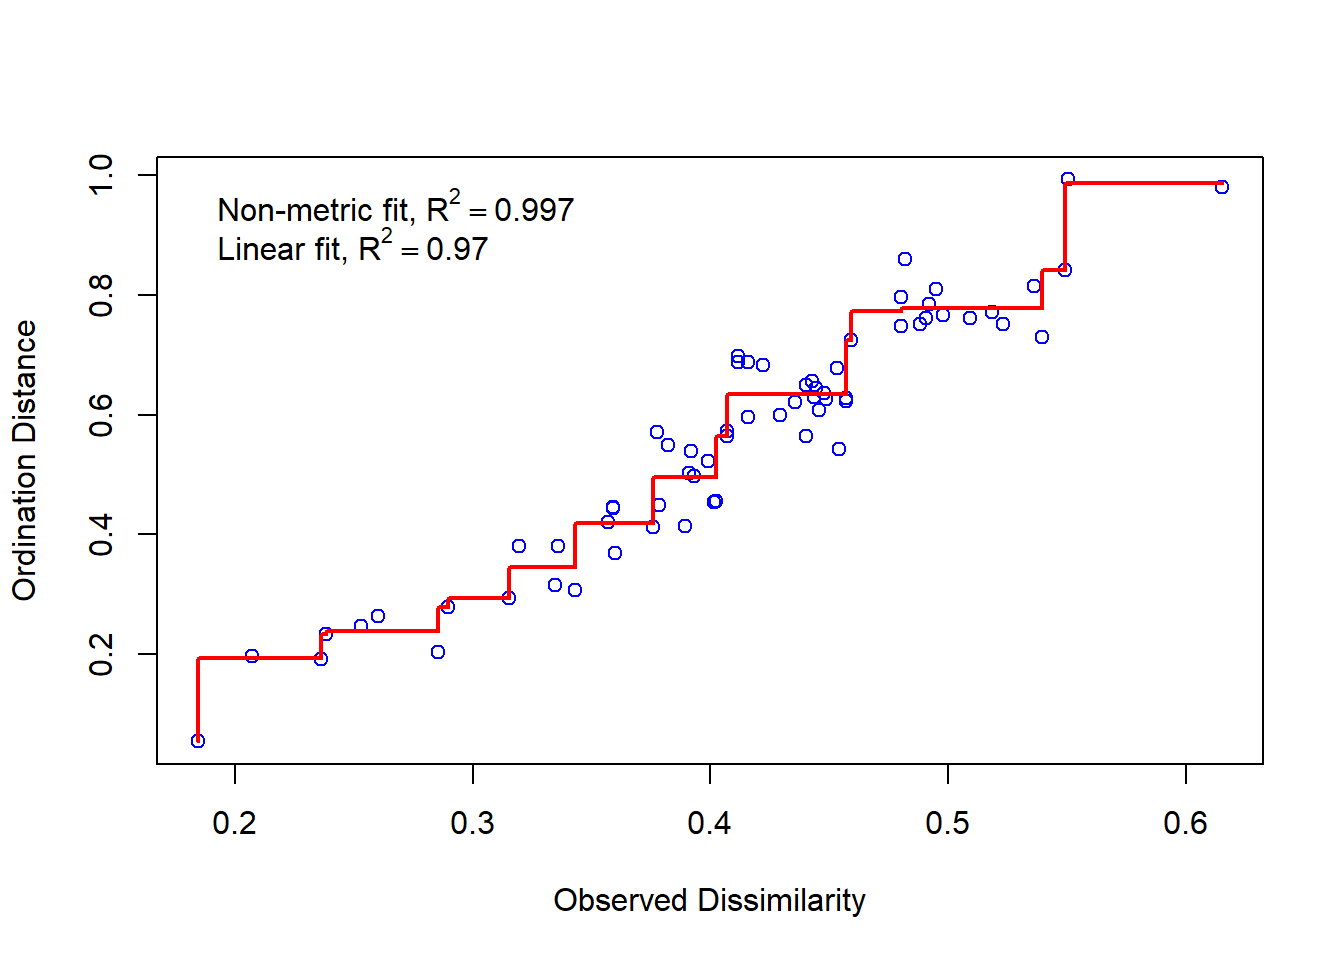 Non-metric fit, R² = 0.997
Linear fit, R² = 0.97
1.0
0.8
0.6
0.4
0.2
Ordination Distance
0.2 0.3 0.4 0.5 0.6
Observed Dissimilarity